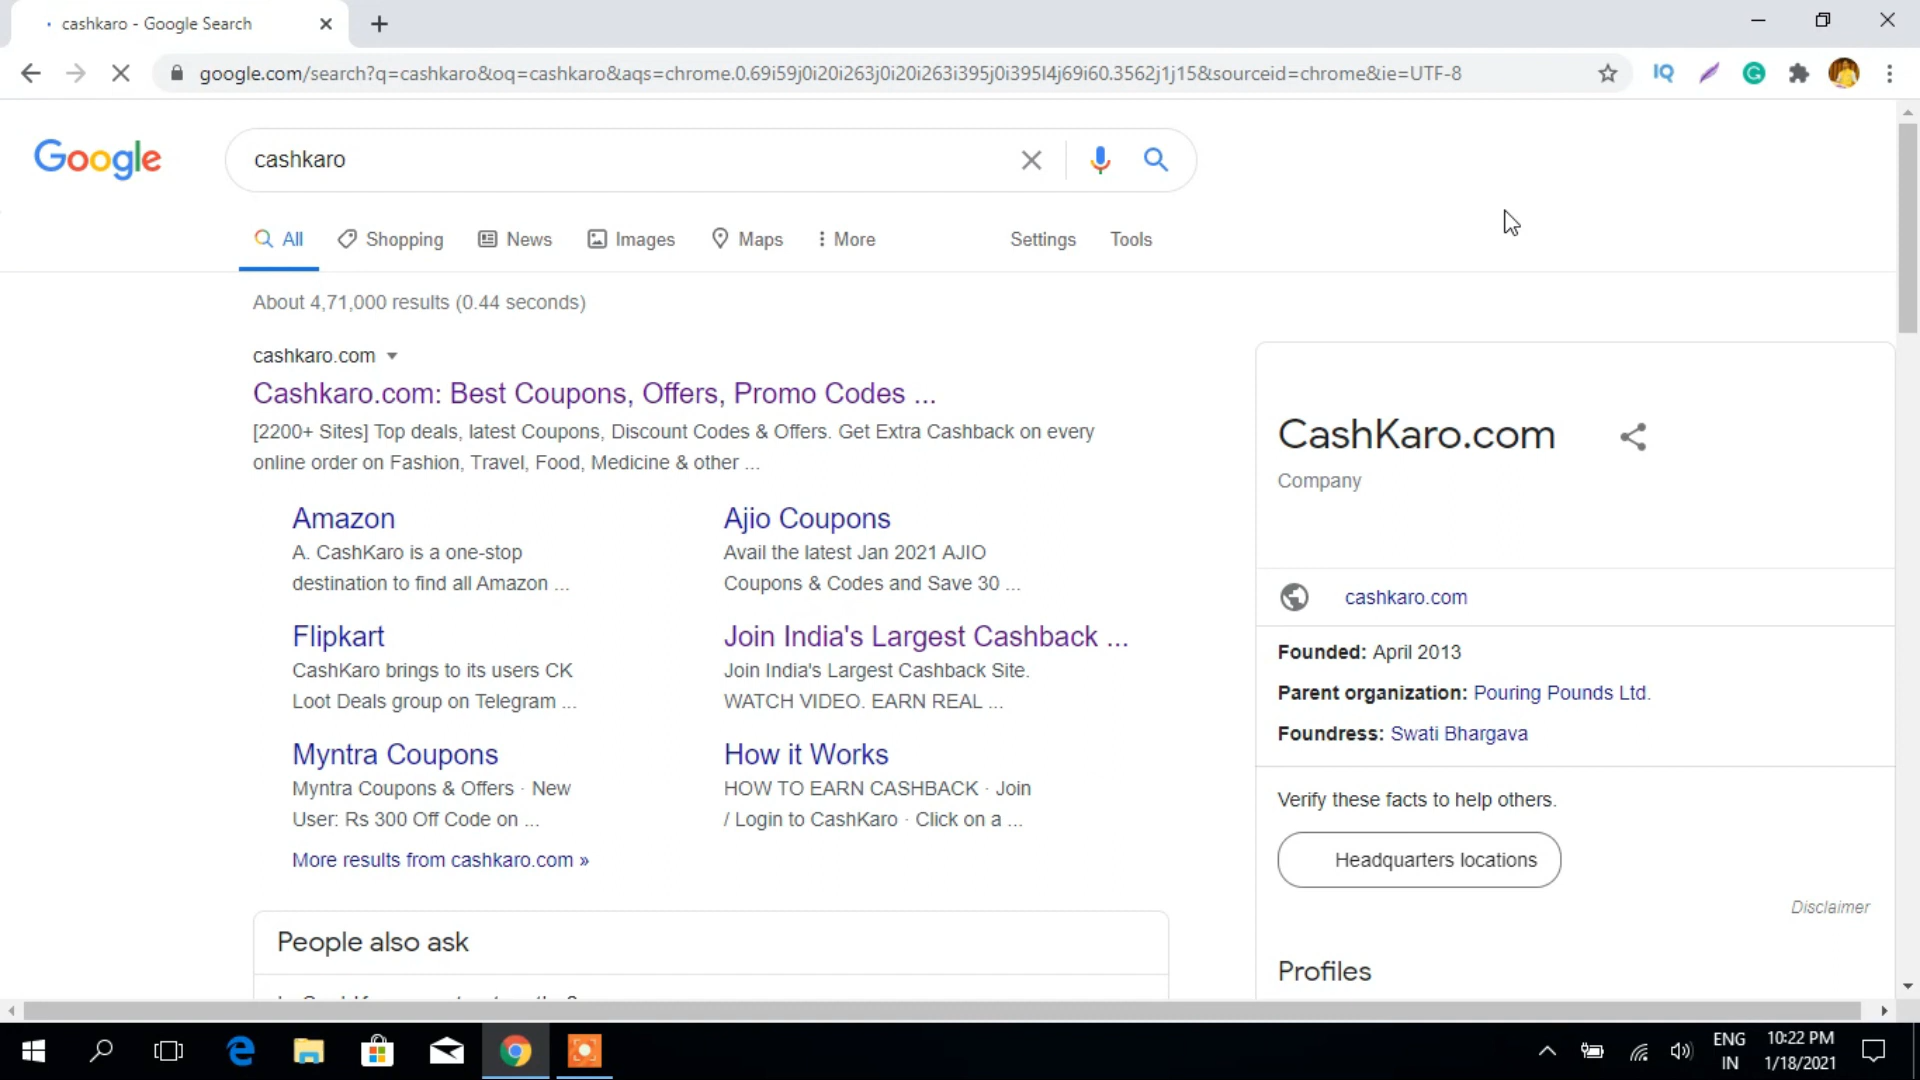 cashkaro - Google Search
google.com/search?q=cashkaro&oq=cashkaro&aqs=chrome.0.69i59j0i20i263j0i20i263i395j0i395l4j69i60.3562j1j15&sourceid=chrome&ie=UTF-8
IQ
G
Google
cashkaro
All
Shopping
News
Images
Maps
More
Settings
Tools
About 4,71,000 results (0.44 seconds)
cashkaro.com
Cashkaro.com: Best Coupons, Offers, Promo Codes ...
[2200+ Sites] Top deals, latest Coupons, Discount Codes & Offers. Get Extra Cashback on every
online order on Fashion, Travel, Food, Medicine & other ...
Amazon
A. CashKaro is a one-stop
destination to find all Amazon ...
Ajio Coupons
Avail the latest Jan 2021 AJIO
Coupons & Codes and Save 30 ...
Flipkart
CashKaro brings to its users CK
Loot Deals group on Telegram ...
Join India's Largest Cashback ...
Join India's Largest Cashback Site.
WATCH VIDEO. EARN REAL ...
Myntra Coupons
Myntra Coupons & Offers · New
User: Rs 300 Off Code on ...
How it Works
HOW TO EARN CASHBACK · Join
/ Login to CashKaro · Click on a ...
More results from cashkaro.com »
People also ask
CashKaro.com
Company
cashkaro.com
Founded: April 2013
Parent organization: Pouring Pounds Ltd.
Foundress: Swati Bhargava
Verify these facts to help others.
Headquarters locations
Disclaimer
Profiles
ENG
IN
10:22 PM
1/18/2021